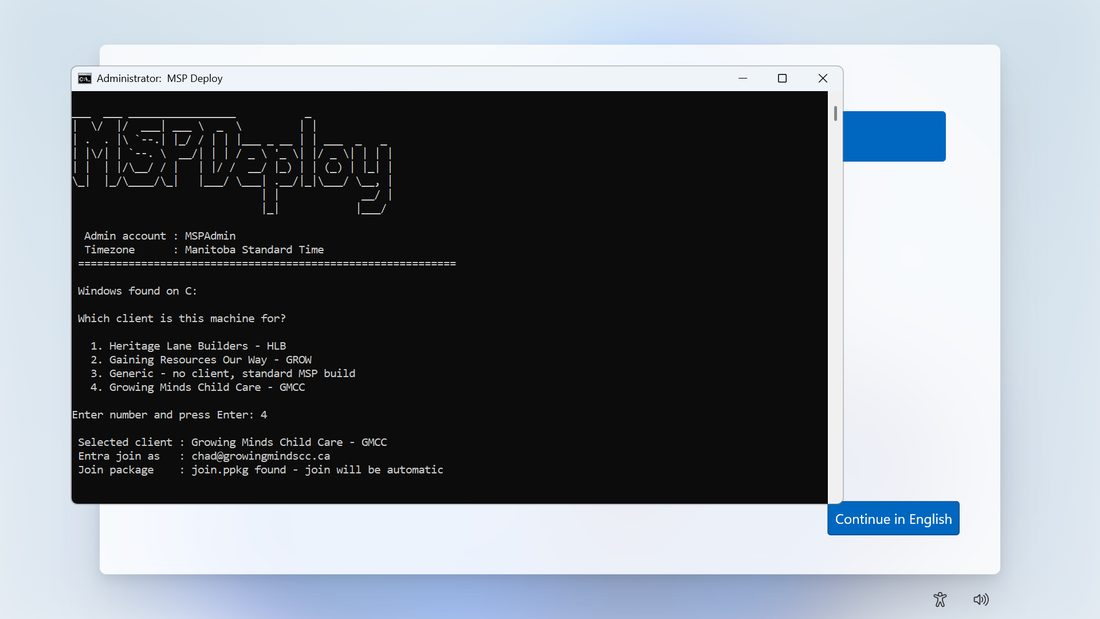 Administrator: MSP Deploy
MSPDeploy
Admin account : MSPAdmin
Timezone      : Manitoba Standard Time
============================================================
Windows found on C:
Which client is this machine for?
1. Heritage Lane Builders - HLB
2. Gaining Resources Our Way - GROW
3. Generic - no client, standard MSP build
4. Growing Minds Child Care - GMCC
Enter number and press Enter: 4
Selected client : Growing Minds Child Care - GMCC
Entra join as   : chad@growingmindscc.ca
Join package    : join.ppkg found - join will be automatic
Continue in English